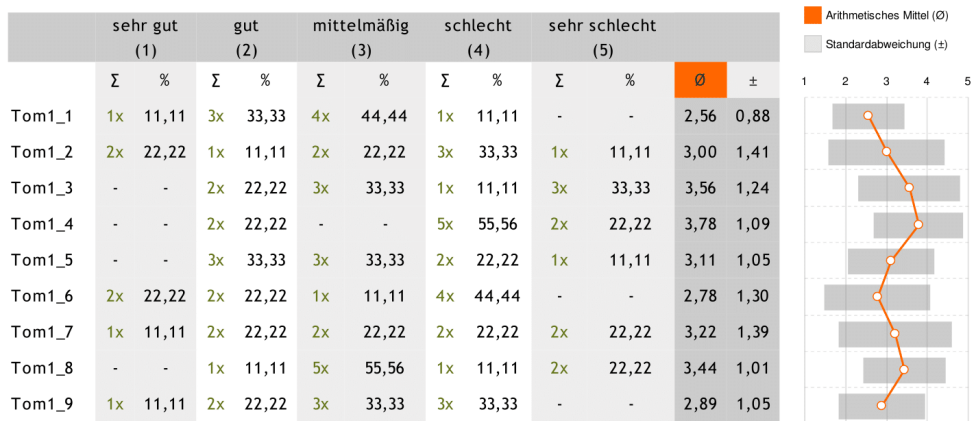 sehr gut gut mittelmäßig schlecht sehr schlecht
(1) (2) (3) (4) (5)
Σ % Σ % Σ % Σ % Σ % Ø ±
Tom1_1 1x 11,11 3x 33,33 4x 44,44 1x 11,11 - - 2,56 0,88
Tom1_2 2x 22,22 1x 11,11 2x 22,22 3x 33,33 1x 11,11 3,00 1,41
Tom1_3 - - 2x 22,22 3x 33,33 1x 11,11 3x 33,33 3,56 1,24
Tom1_4 - - 2x 22,22 - - 5x 55,56 2x 22,22 3,78 1,09
Tom1_5 - - 3x 33,33 3x 33,33 2x 22,22 1x 11,11 3,11 1,05
Tom1_6 2x 22,22 2x 22,22 1x 11,11 4x 44,44 - - 2,78 1,30
Tom1_7 1x 11,11 2x 22,22 2x 22,22 2x 22,22 2x 22,22 3,22 1,39
Tom1_8 - - 1x 11,11 5x 55,56 1x 11,11 2x 22,22 3,44 1,01
Tom1_9 1x 11,11 2x 22,22 3x 33,33 3x 33,33 - - 2,89 1,05
Arithmetisches Mittel (Ø)
Standardabweichung (±)
1 2 3 4 5